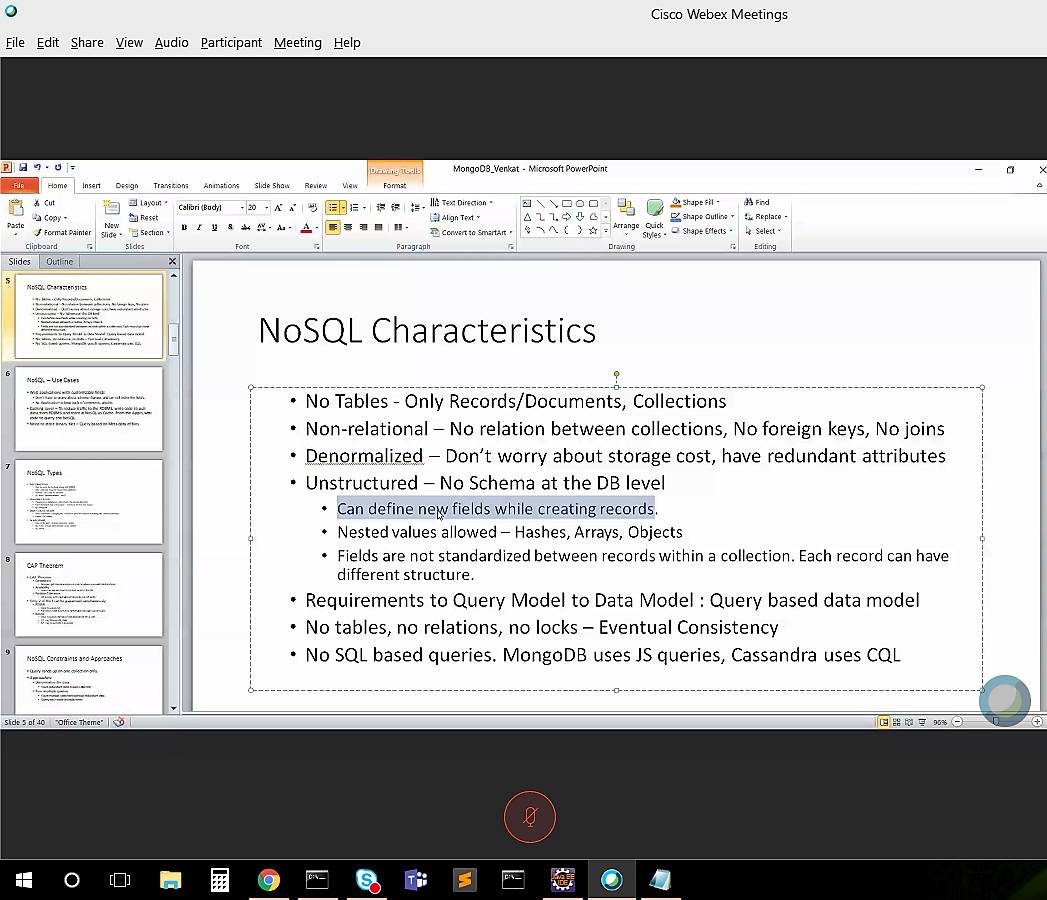 Cisco Webex Meetings
File Edit Share View Audio Participant Meeting Help
MongoDB_Venkat - Microsoft PowerPoint
Drawing Tools
File Home Insert Design Transitions Animations Slide Show Review View Format
Cut
Copy
Format Painter
Paste
Clipboard
New Slide
Layout
Reset
Section
Slides
Calibri (Body) 20
Font
Text Direction
Align Text
Convert to SmartArt
Paragraph
Arrange
Quick Styles
Shape Fill
Shape Outline
Shape Effects
Drawing
Find
Replace
Select
Editing
Slides Outline
5
NoSQL Characteristics
6
NoSQL – Use Cases
7
NoSQL Types
8
CAP Theorem
9
NoSQL Constraints and Approaches
NoSQL Characteristics
• No Tables - Only Records/Documents, Collections
• Non-relational – No relation between collections, No foreign keys, No joins
• Denormalized – Don’t worry about storage cost, have redundant attributes
• Unstructured – No Schema at the DB level
• Can define new fields while creating records.
• Nested values allowed – Hashes, Arrays, Objects
• Fields are not standardized between records within a collection. Each record can have
different structure.
• Requirements to Query Model to Data Model : Query based data model
• No tables, no relations, no locks – Eventual Consistency
• No SQL based queries. MongoDB uses JS queries, Cassandra uses CQL
Slide 5 of 40 "Office Theme" 96%